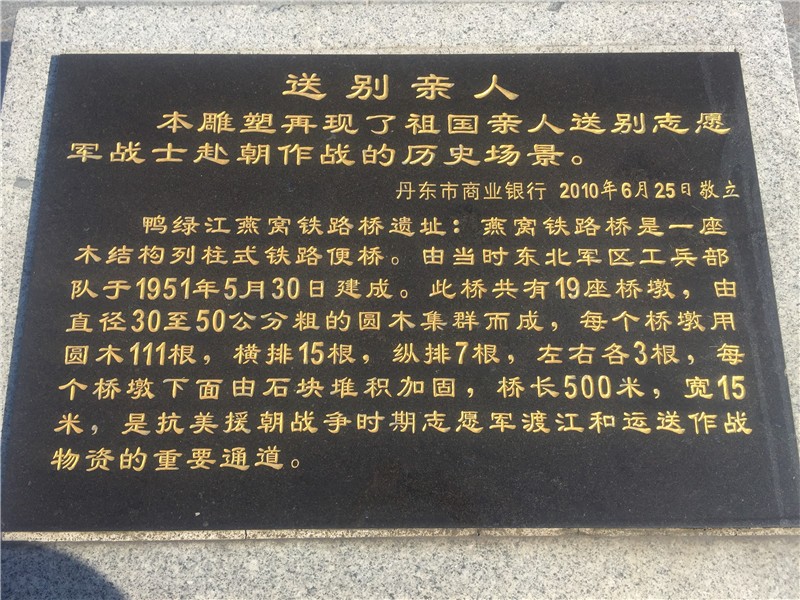 送别亲人
本雕塑再现了祖国亲人送别志愿
军战士赴朝作战的历史场景。
丹东市商业银行 2010年6月25日敬立
鸭绿江燕窝铁路桥遗址：燕窝铁路桥是一座
木结构列柱式铁路便桥。由当时东北军区工兵部
队于1951年5月30日建成。此桥共有19座桥墩，由
直径30至50公分粗的圆木集群而成，每个桥墩用
圆木111根，横排15根，纵排7根，左右各3根，每
个桥墩下面由石块堆积加固，桥长500米，宽15
米，是抗美援朝战争时期志愿军渡江和运送作战
物资的重要通道。